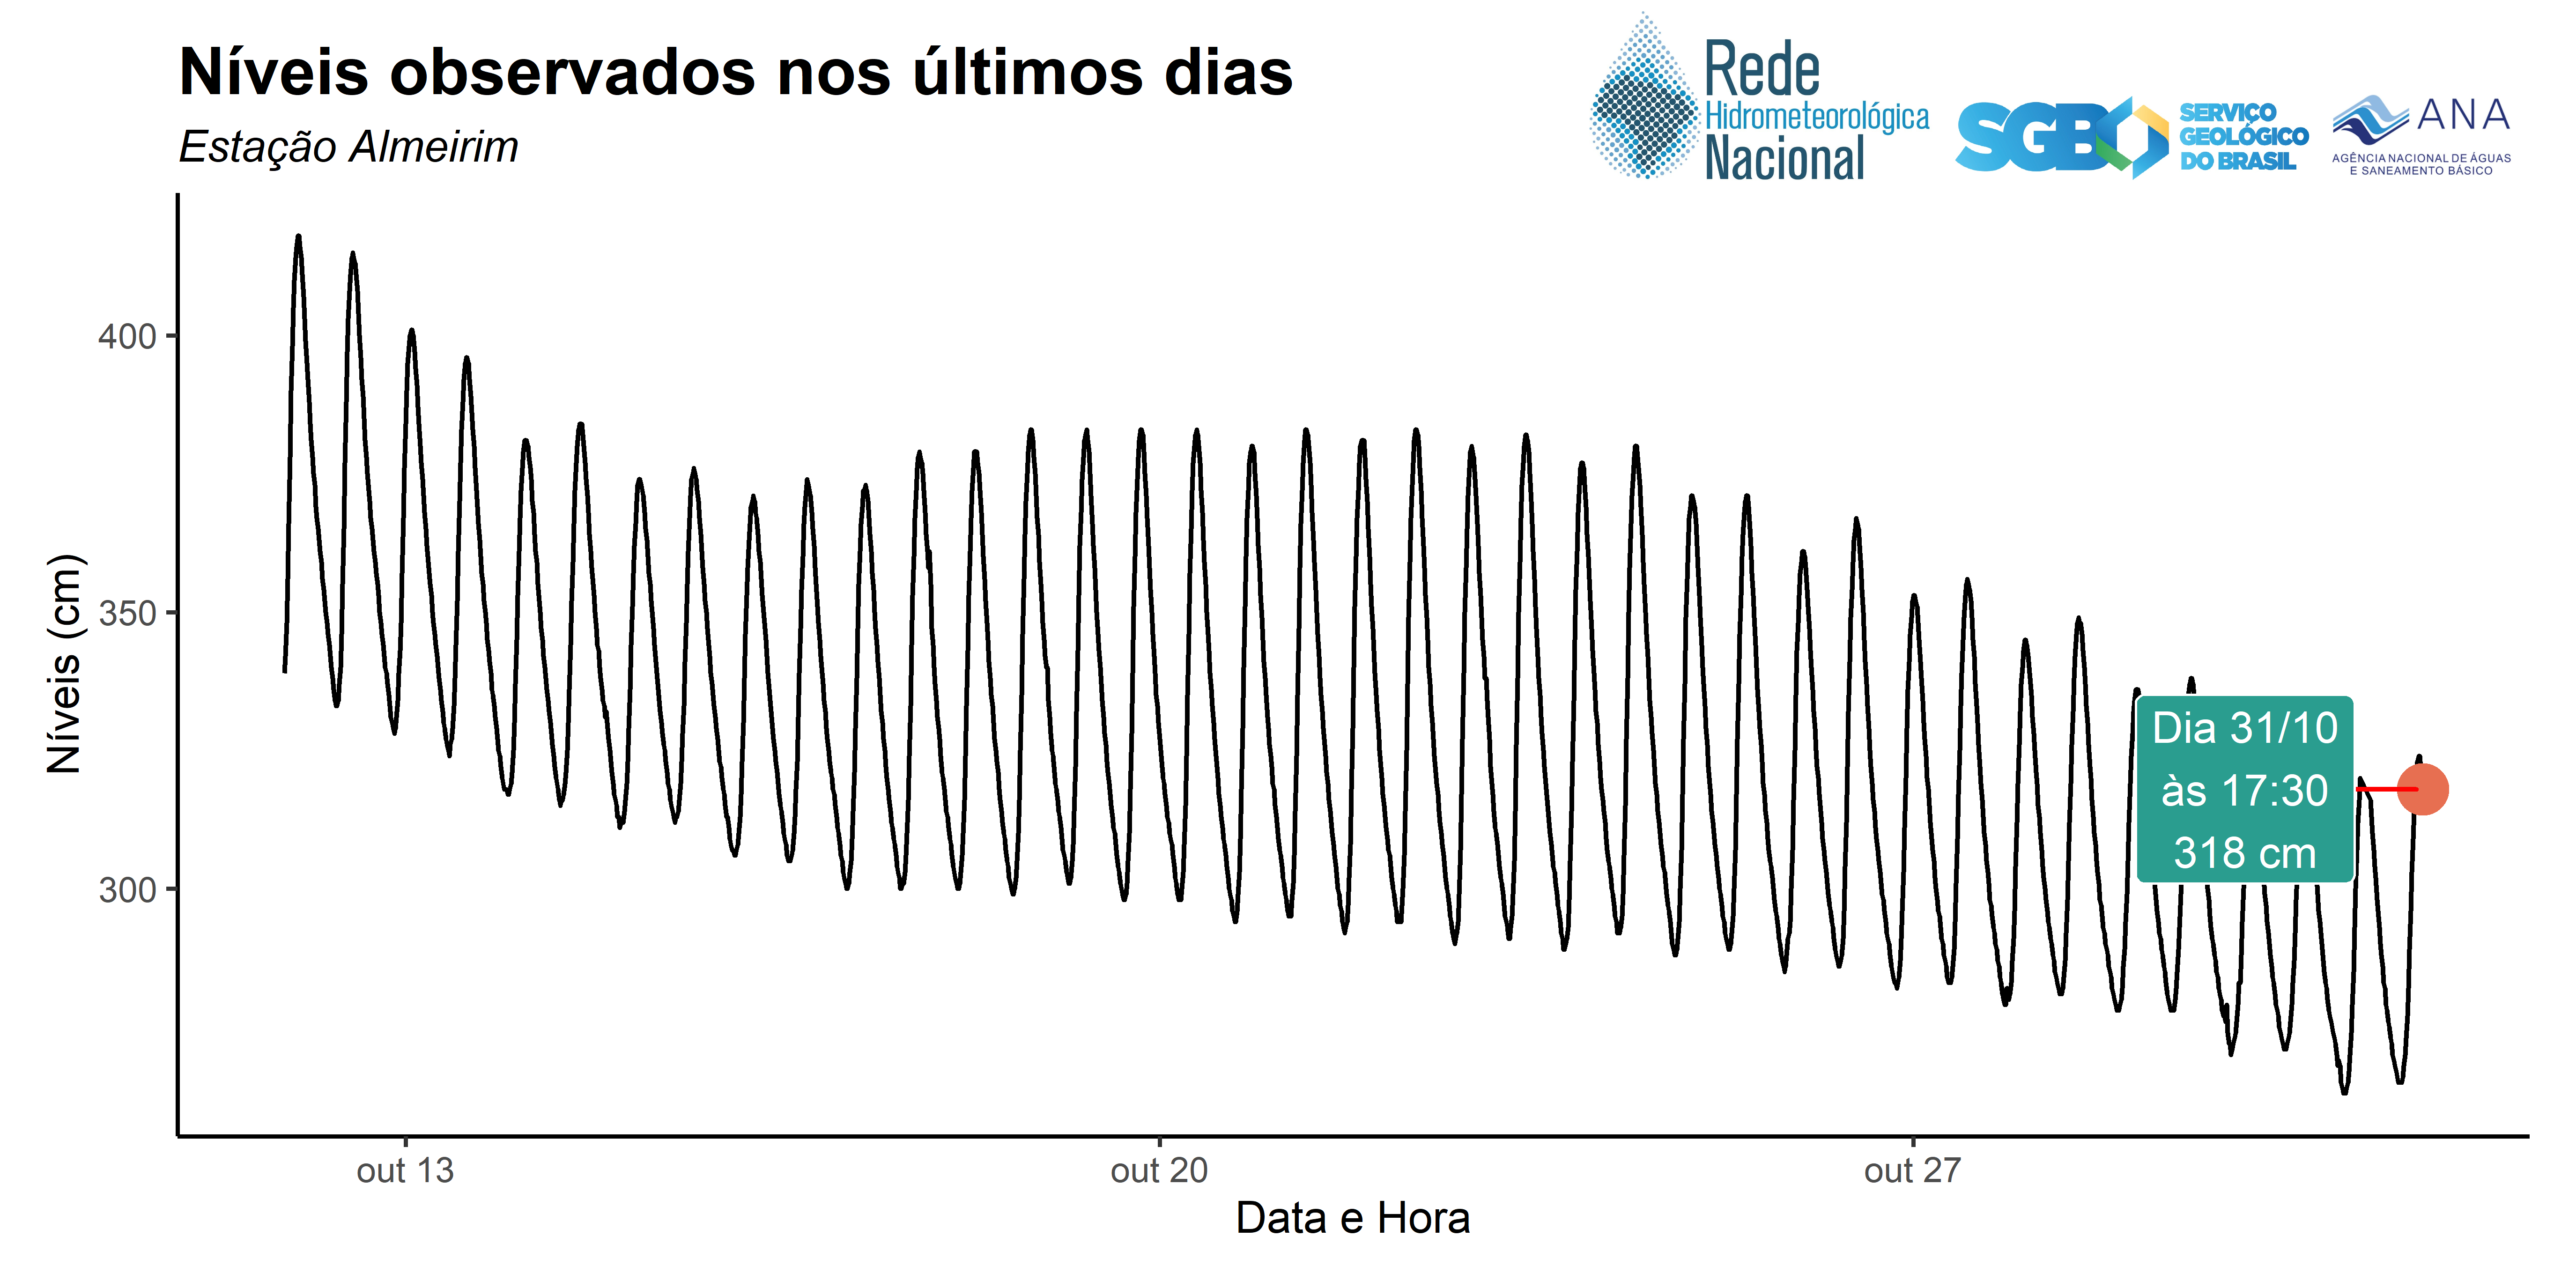 Níveis observados nos últimos dias
Estação Almeirim
Rede
Hidrometeorológica
Nacional
SGB
SERVIÇO
GEOLÓGICO
DO BRASIL
ANA
AGÊNCIA NACIONAL DE ÁGUAS
E SANEAMENTO BÁSICO
Níveis (cm)
400
350
300
Dia 31/10
às 17:30
318 cm
out 13
out 20
out 27
Data e Hora